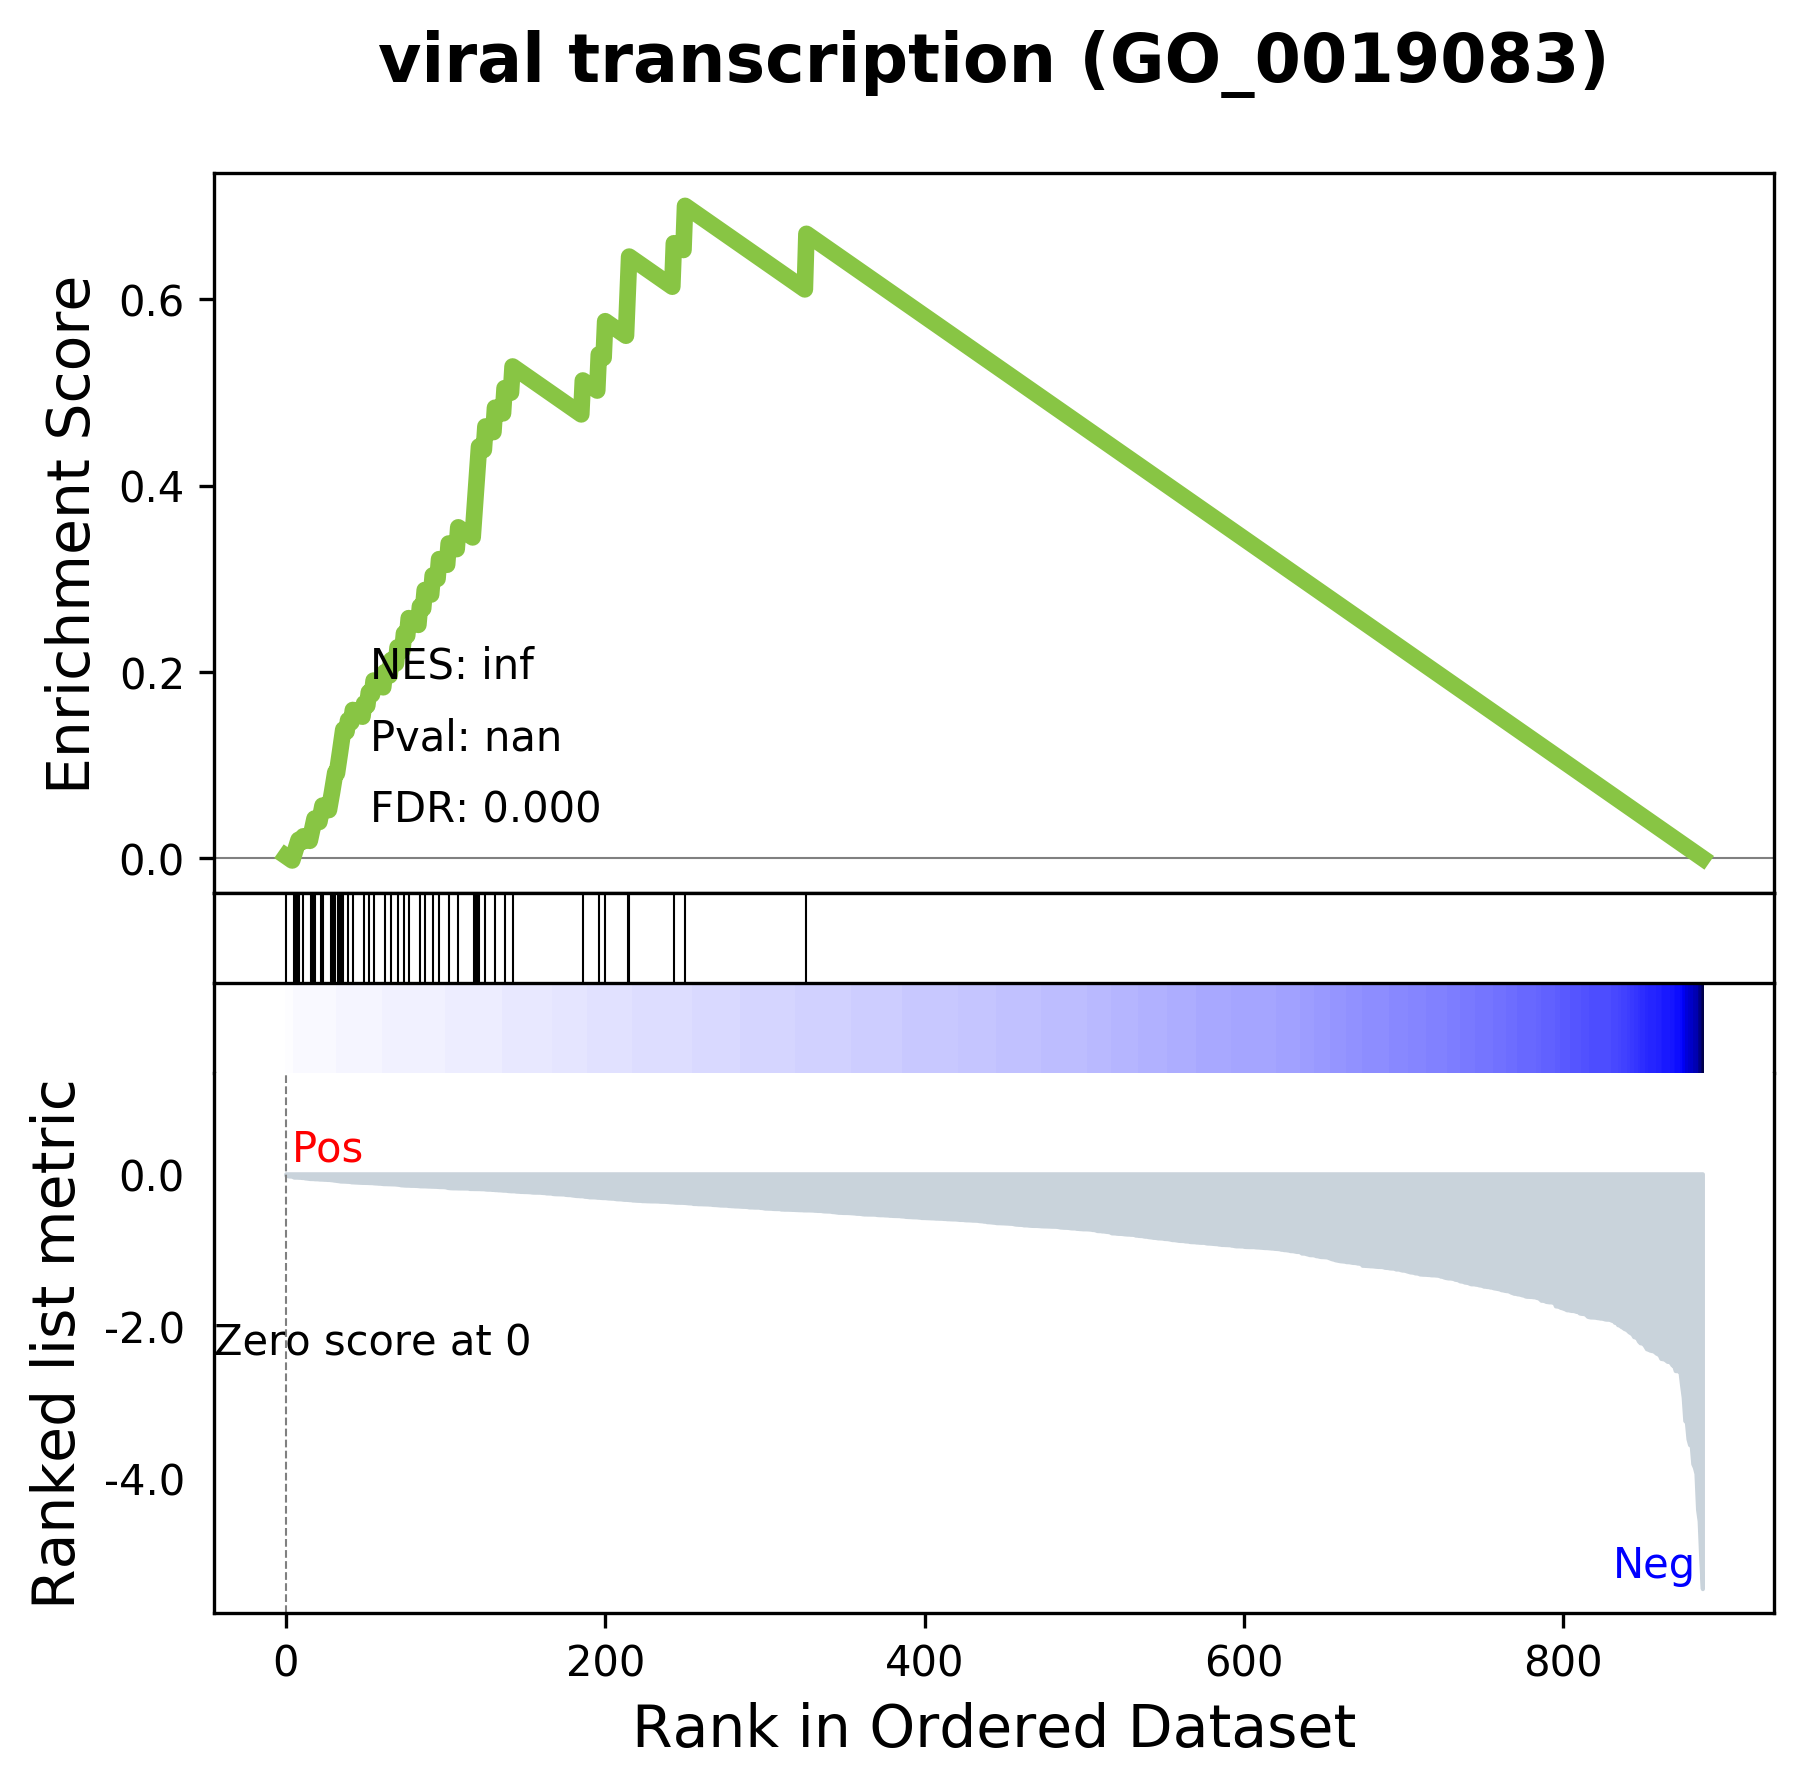 viral transcription (GO_0019083)
Enrichment Score
0.6
0.4
0.2
0.0
NES: inf
Pval: nan
FDR: 0.000
Ranked list metric
Pos
0.0
-2.0
Zero score at 0
-4.0
Neg
0 200 400 600 800
Rank in Ordered Dataset